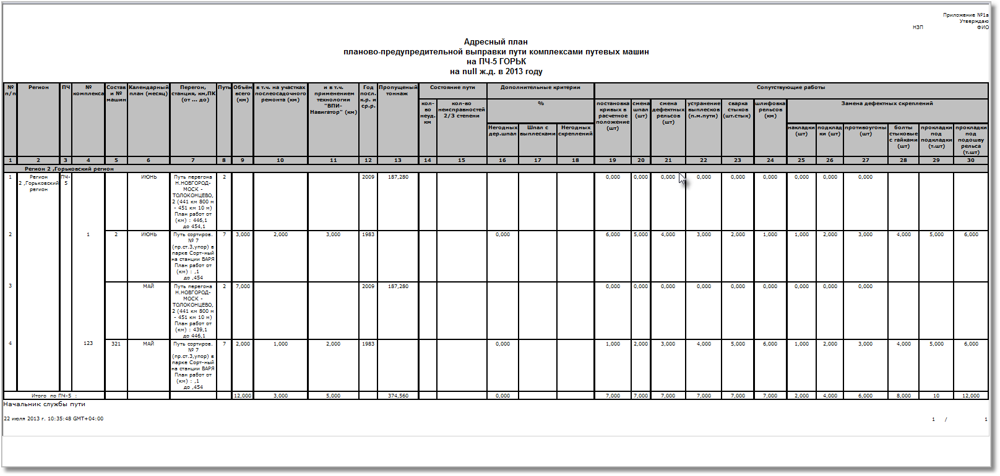 Приложение №1а
Утверждаю
НЗП ФИО
Адресный план
планово-предупредительной выправки пути комплексами путевых машин
на ПЧ-5 ГОРЬК
на null ж.д. в 2013 году
№ п/п
Регион
ПЧ
№ комплекса
Состав и № машин
Календарный план (месяц)
Перегон, станция, км,ПК (от ... до)
Путь
Объём всего (км)
в т.ч. на участках послеосадочного ремонта (км)
и в т.ч. применением технологии "ВПИ-Навигатор" (км)
Год посл. к.р. и ср.р.
Пропущеный тоннаж
Состояние пути
Дополнительные критерии
Сопутствующие работы
кол-во неуд. км
кол-во неисправностей 2/3 степени
%
постановка кривых в расчетное положение (шт)
смена шпал (шт)
смена дефектных рельсов (шт)
устранение выплесков (п.м.пути)
сварка стыков (шт.стык)
шлифовка рельсов (км)
Замена дефектных скреплений
Негодных дер.шпал
Шпал с выплесками
Негодных скреплений
накладки (шт)
подклад ки (шт)
противоугоны (шт)
болты стыковые с гайками (шт)
прокладки под подкладки (т.шт)
прокладки под подошву рельса (т.шт)
1 2 3 4 5 6 7 8 9 10 11 12 13 14 15 16 17 18 19 20 21 22 23 24 25 26 27 28 29 30
Регион 2 ,Горьковский регион
1 Регион 2 ,Горьковский регион ПЧ-5 ИЮНЬ Путь перегона Н.НОВГОРОД-МОСК - ТОЛОКОНЦЕВО, 2 (441 км 800 м - 451 км 10 м) План работ от (км) : 446,1 до 454,1 2 2009 187,280 0,000 0,000 0,000 0,000 0,000 0,000 0,000 0,000 0,000
2 1 2 ИЮНЬ Путь сортиров. № 7 (пр.ст.3,упор) в парке Сорт-ный на станции ВАРЯ План работ от (км) : ,1 до ,454 7 3,000 2,000 3,000 1983 0,000 6,000 5,000 4,000 3,000 2,000 1,000 1,000 2,000 3,000 4,000 5,000 6,000
3 МАЙ Путь перегона Н.НОВГОРОД-МОСК - ТОЛОКОНЦЕВО, 2 (441 км 800 м - 451 км 10 м) План работ от (км) : 439,1 до 446,1 2 7,000 2009 187,280 0,000 0,000 0,000 0,000 0,000 0,000 0,000 0,000 0,000
4 123 321 МАЙ Путь сортиров. № 7 (пр.ст.3,упор) в парке Сорт-ный на станции ВАРЯ План работ от (км) : ,1 до ,454 7 2,000 1,000 2,000 1983 0,000 1,000 2,000 3,000 4,000 5,000 6,000 1,000 2,000 3,000 4,000 5,000 6,000
Итого по ПЧ-5 : 12,000 3,000 5,000 374,560 0,000 7,000 7,000 7,000 7,000 7,000 7,000 2,000 4,000 6,000 8,000 10 12,000
Начальник службы пути
22 июля 2013 г. 10:35:48 GMT+04:00 1 / 1